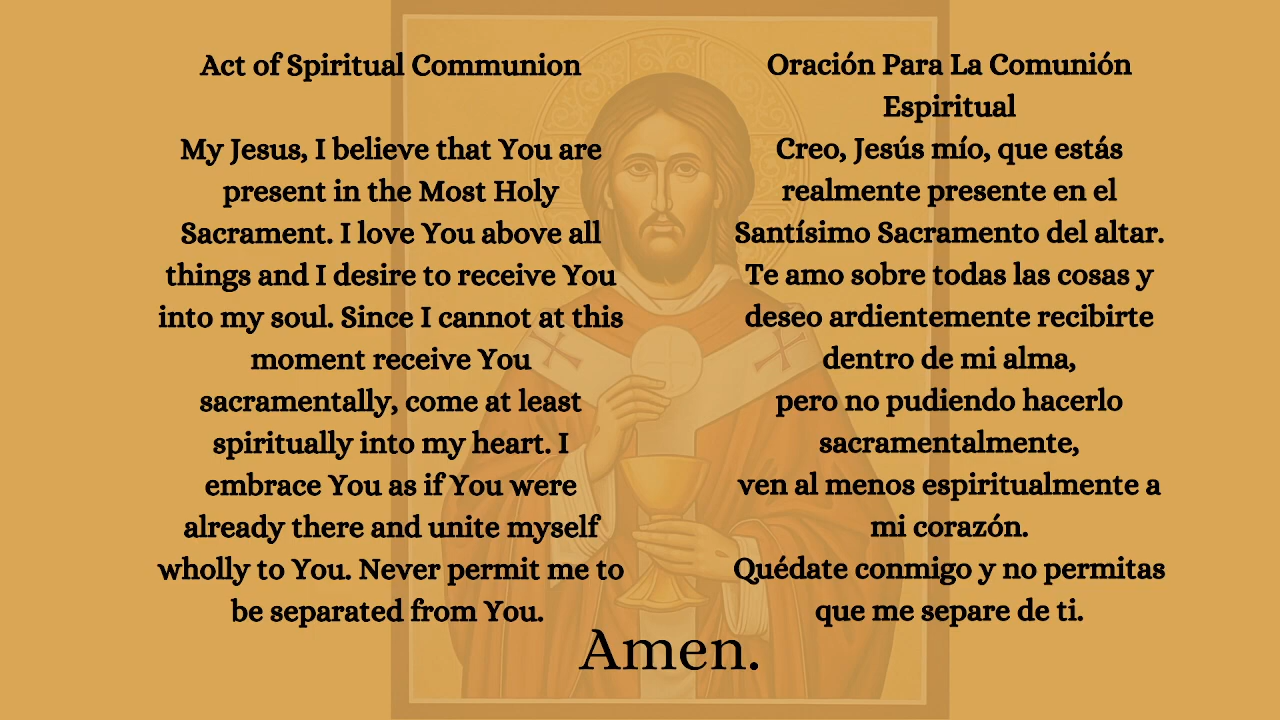 Act of Spiritual Communion
My Jesus, I believe that You are
present in the Most Holy
Sacrament. I love You above all
things and I desire to receive You
into my soul. Since I cannot at this
moment receive You
sacramentally, come at least
spiritually into my heart. I
embrace You as if You were
already there and unite myself
wholly to You. Never permit me to
be separated from You.
Oración Para La Comunión
Espiritual
Creo, Jesús mío, que estás
realmente presente en el
Santísimo Sacramento del altar.
Te amo sobre todas las cosas y
deseo ardientemente recibirte
dentro de mi alma,
pero no pudiendo hacerlo
sacramentalmente,
ven al menos espiritualmente a
mi corazón.
Quédate conmigo y no permitas
que me separe de ti.
Amen.